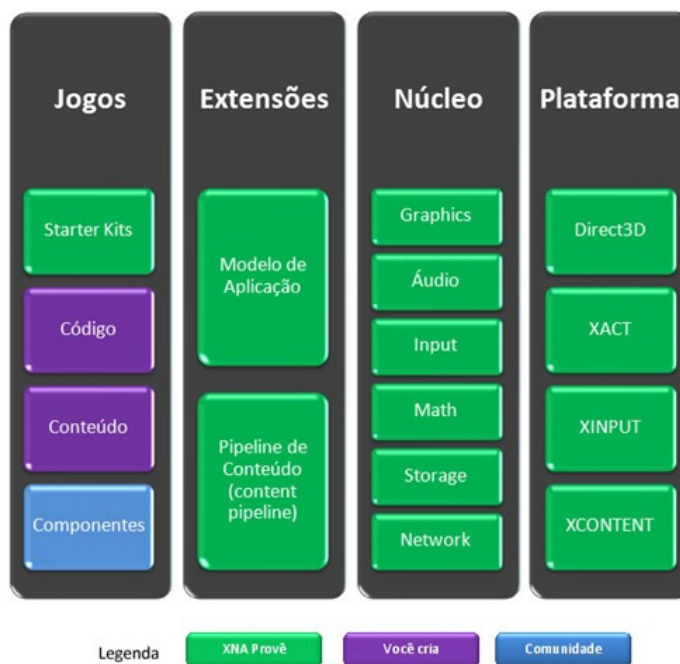 Jogos
Starter Kits
Código
Conteúdo
Componentes
Extensões
Modelo de
Aplicação
Pipeline de
Conteúdo
(content
pipeline)
Núcleo
Graphics
Áudio
Input
Math
Storage
Network
Plataforma
Direct3D
XACT
XINPUT
XCONTENT
Legenda
XNA Provê
Você cria
Comunidade